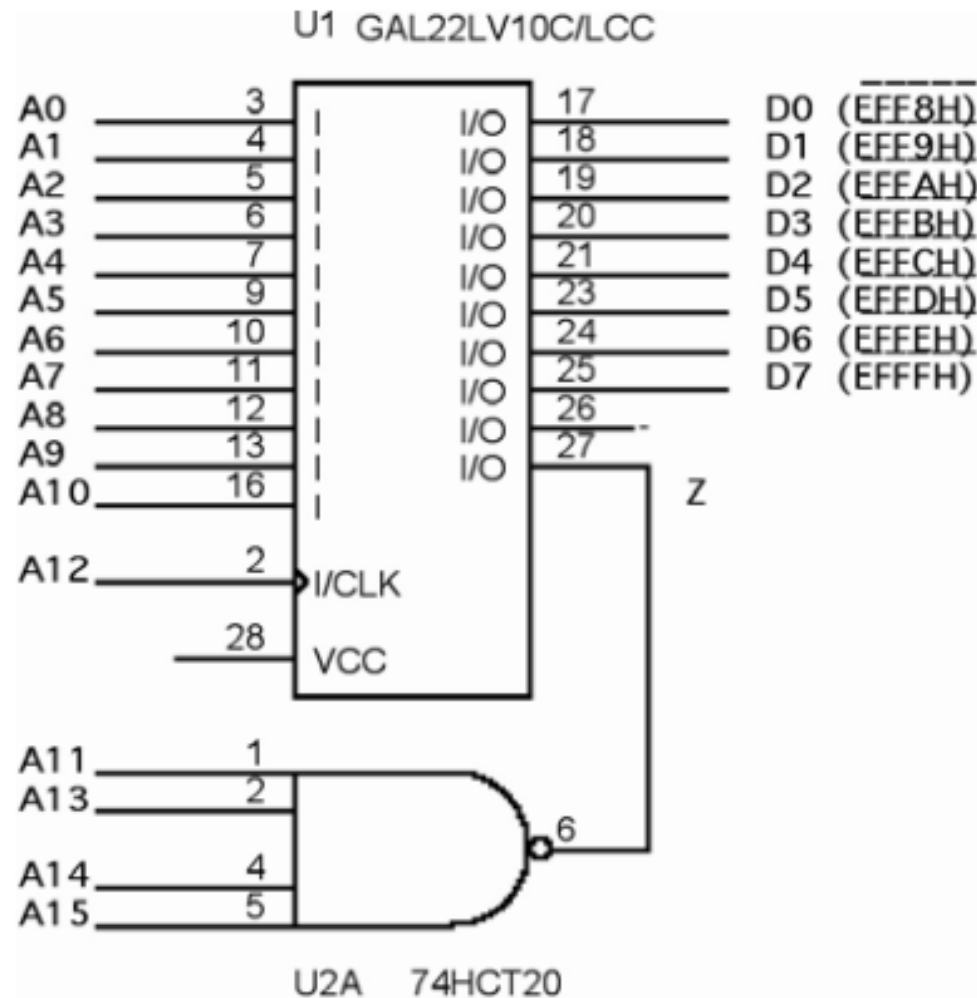 U1 GAL22LV10C/LCC
A0 3 I I/O 17 D0 (EFF8H)
A1 4 I I/O 18 D1 (EFF9H)
A2 5 I I/O 19 D2 (EFFAH)
A3 6 I I/O 20 D3 (EFFBH)
A4 7 I I/O 21 D4 (EFFCH)
A5 9 I I/O 23 D5 (EFFDH)
A6 10 I I/O 24 D6 (EFFEH)
A7 11 I I/O 25 D7 (EFFFH)
A8 12 I I/O 26
A9 13 I I/O 27
A10 16 I Z
A12 2 I/CLK
28 VCC
A11 1
A13 2
6
A14 4
A15 5
U2A 74HCT20